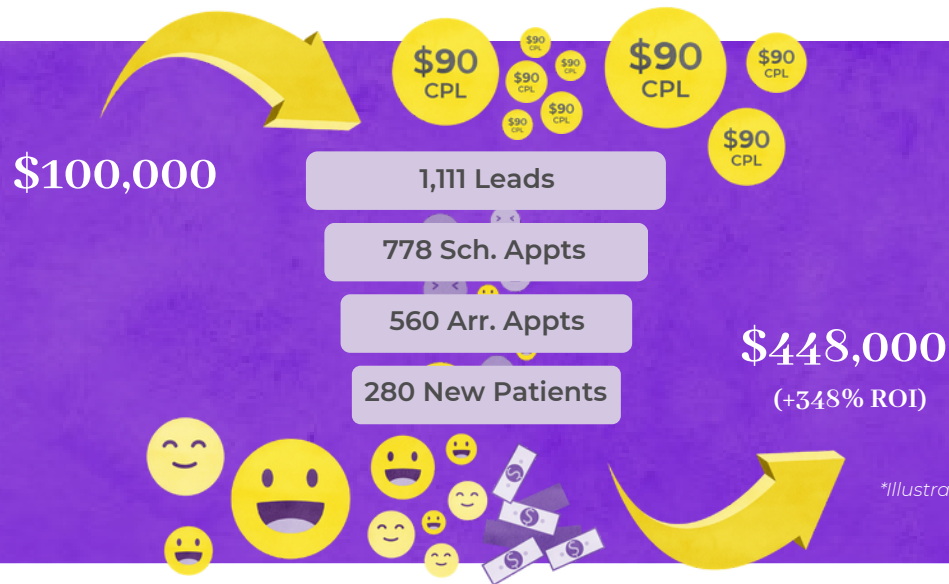 $90
CPL
$90
CPL
$90
CPL
$90
CPL
$90
CPL
$90
CPL
$90
CPL
$90
CPL
$90
CPL
$100,000
1,111 Leads
778 Sch. Appts
560 Arr. Appts
280 New Patients
$448,000
(+348% ROI)
*Illustra